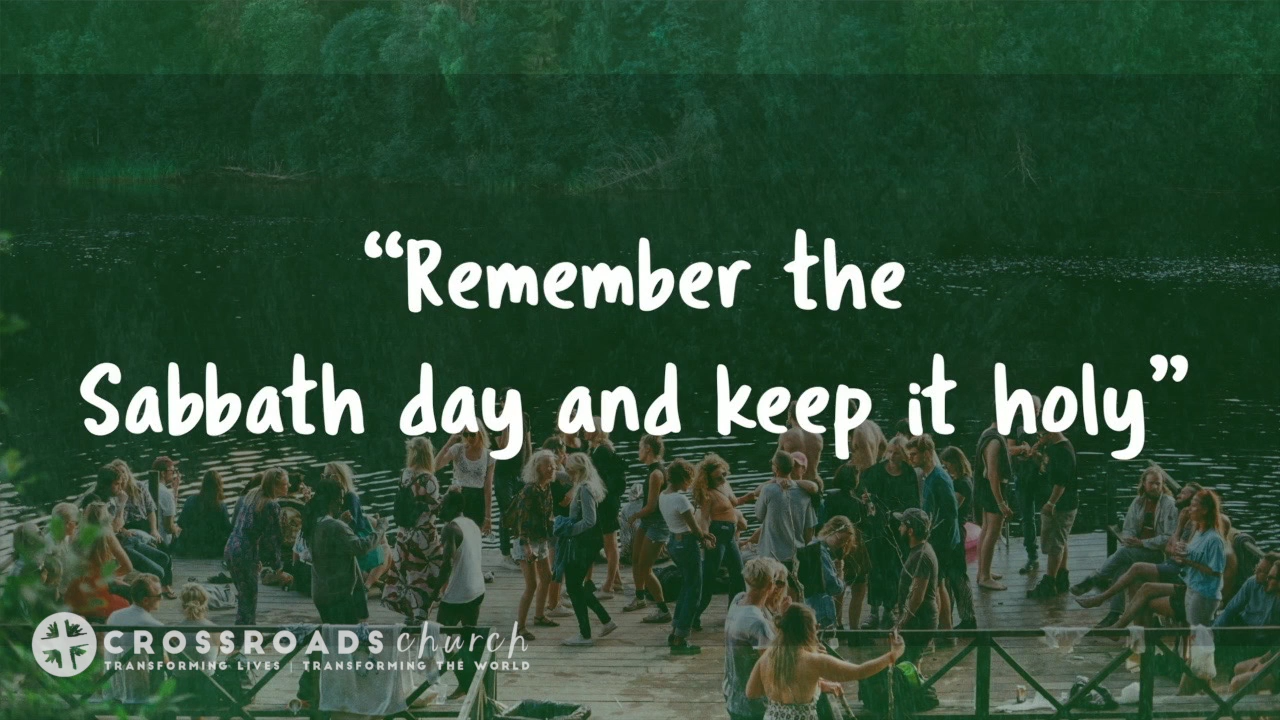 “Remember the
Sabbath day and keep it holy”
CROSSROADS church
TRANSFORMING LIVES | TRANSFORMING THE WORLD